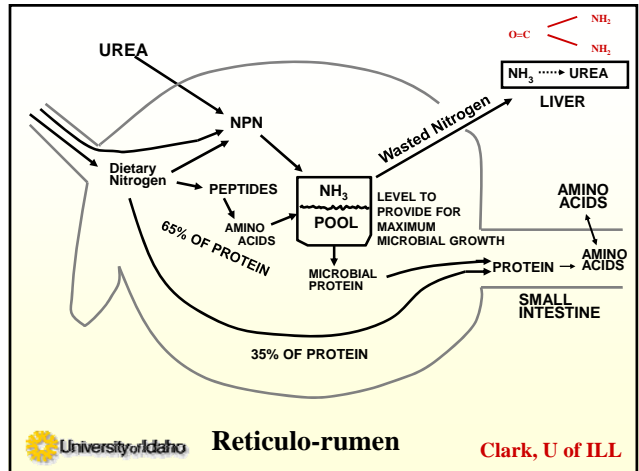 UREA
NH₂
O=C
NH₂
NH₃ UREA
LIVER
Wasted Nitrogen
NPN
Dietary
Nitrogen
PEPTIDES
AMINO
ACIDS
65% OF PROTEIN
NH₃
POOL
LEVEL TO
PROVIDE FOR
MAXIMUM
MICROBIAL GROWTH
MICROBIAL
PROTEIN
AMINO
ACIDS
PROTEIN
AMINO
ACIDS
SMALL
INTESTINE
35% OF PROTEIN
University of Idaho
Reticulo-rumen
Clark, U of ILL